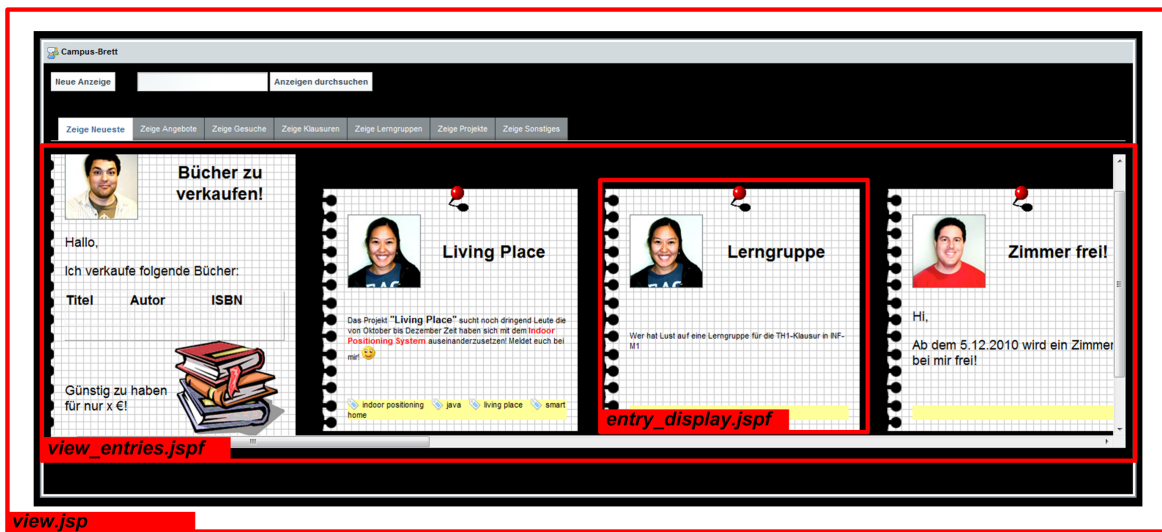 Campus-Brett
Neue Anzeige
Anzeigen durchsuchen
Zeige Neueste
Zeige Angebote
Zeige Gesuche
Zeige Klausuren
Zeige Lerngruppen
Zeige Projekte
Zeige Sonstiges
Bücher zu
verkaufen!
Hallo,
Ich verkaufe folgende Bücher:
Titel Autor ISBN
Günstig zu haben
für nur x €!
Living Place
Das Projekt "Living Place" sucht noch dringend Leute die
von Oktober bis Dezember Zeit haben sich mit dem Indoor
Positioning System auseinanderzusetzen! Meldet euch bei
mir!
indoor positioning java living place smart
home
Lerngruppe
Wer hat Lust auf eine Lerngruppe für die TH1-Klausur in INF-
M1
entry_display.jspf
Zimmer frei!
Hi,
Ab dem 5.12.2010 wird ein Zimmer
bei mir frei!
view_entries.jspf
view.jsp